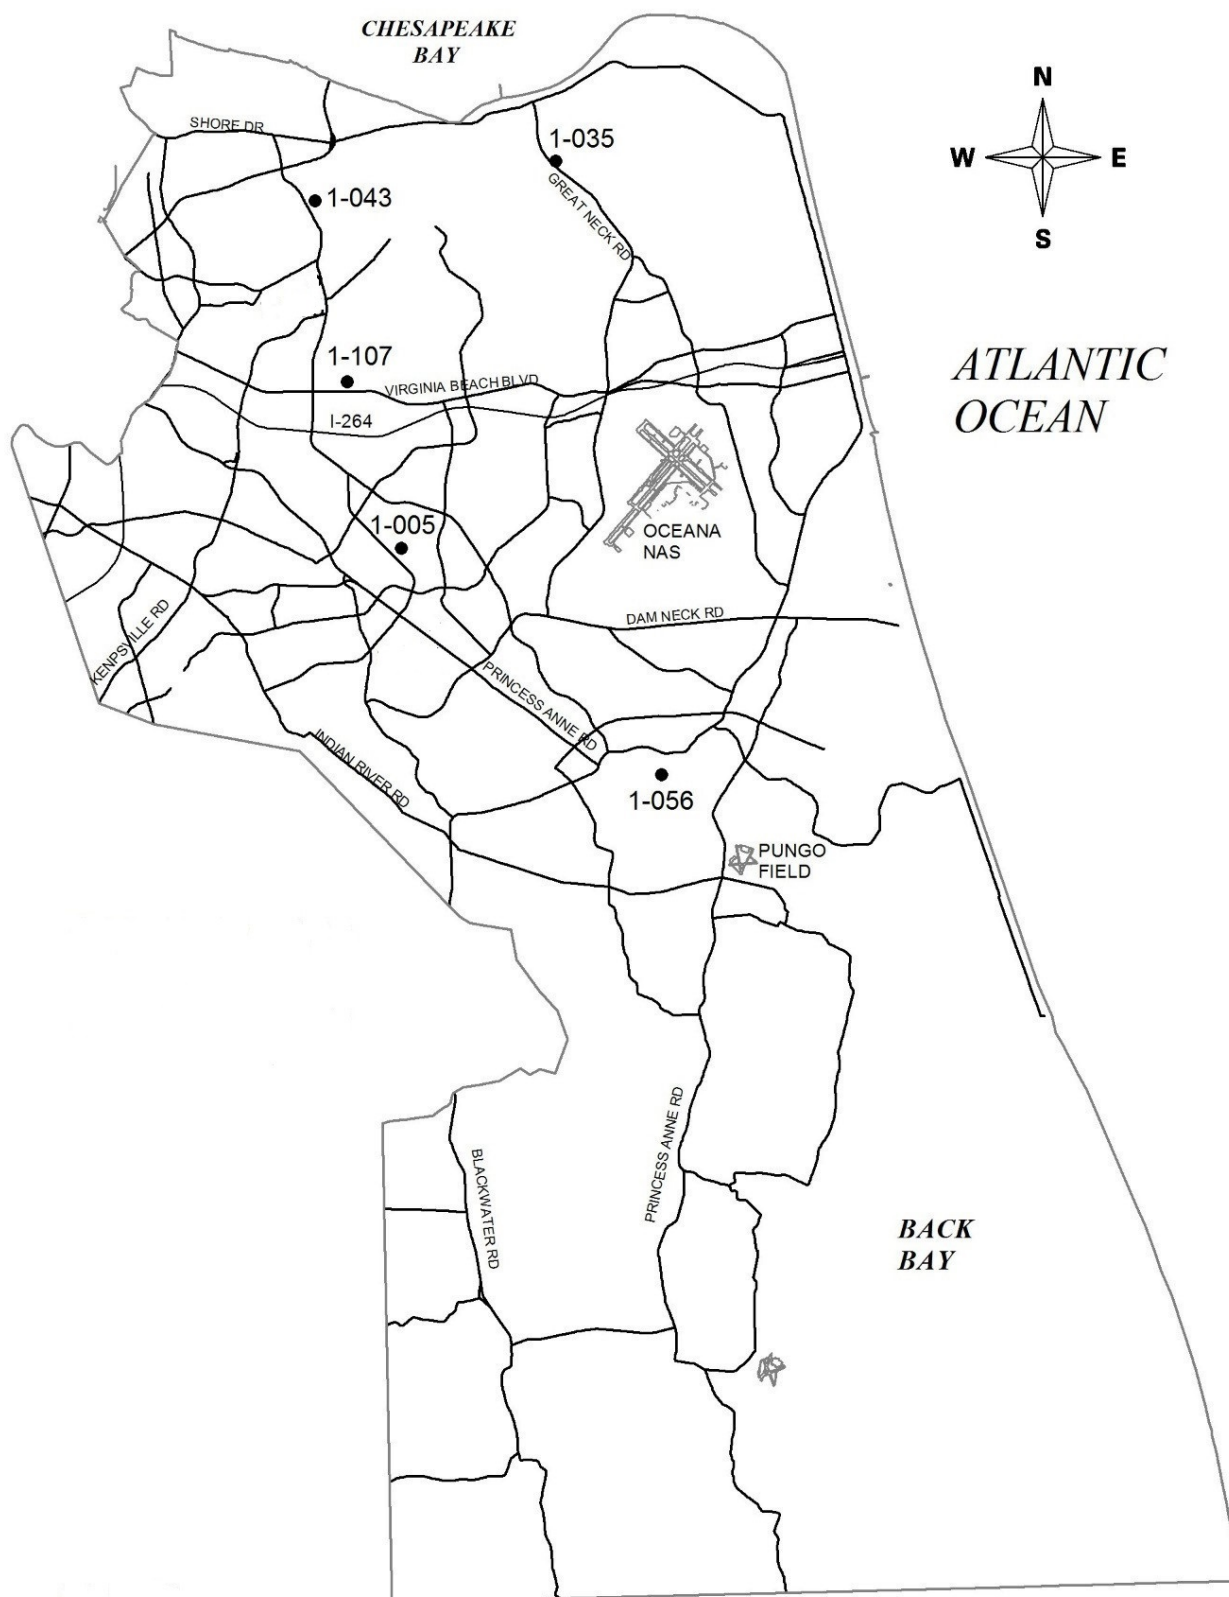 CHESAPEAKE
BAY
N
W
E
S
SHORE DR
1-035
1-043
GREAT NECK RD
ATLANTIC
OCEAN
1-107
VIRGINIA BEACH BLVD
I-264
1-005
OCEANA
NAS
KENPSVILLE RD
DAM NECK RD
PRINCESS ANNE RD
INDIAN RIVER RD
1-056
PUNGO
FIELD
PRINCESS ANNE RD
BLACKWATER RD
BACK
BAY